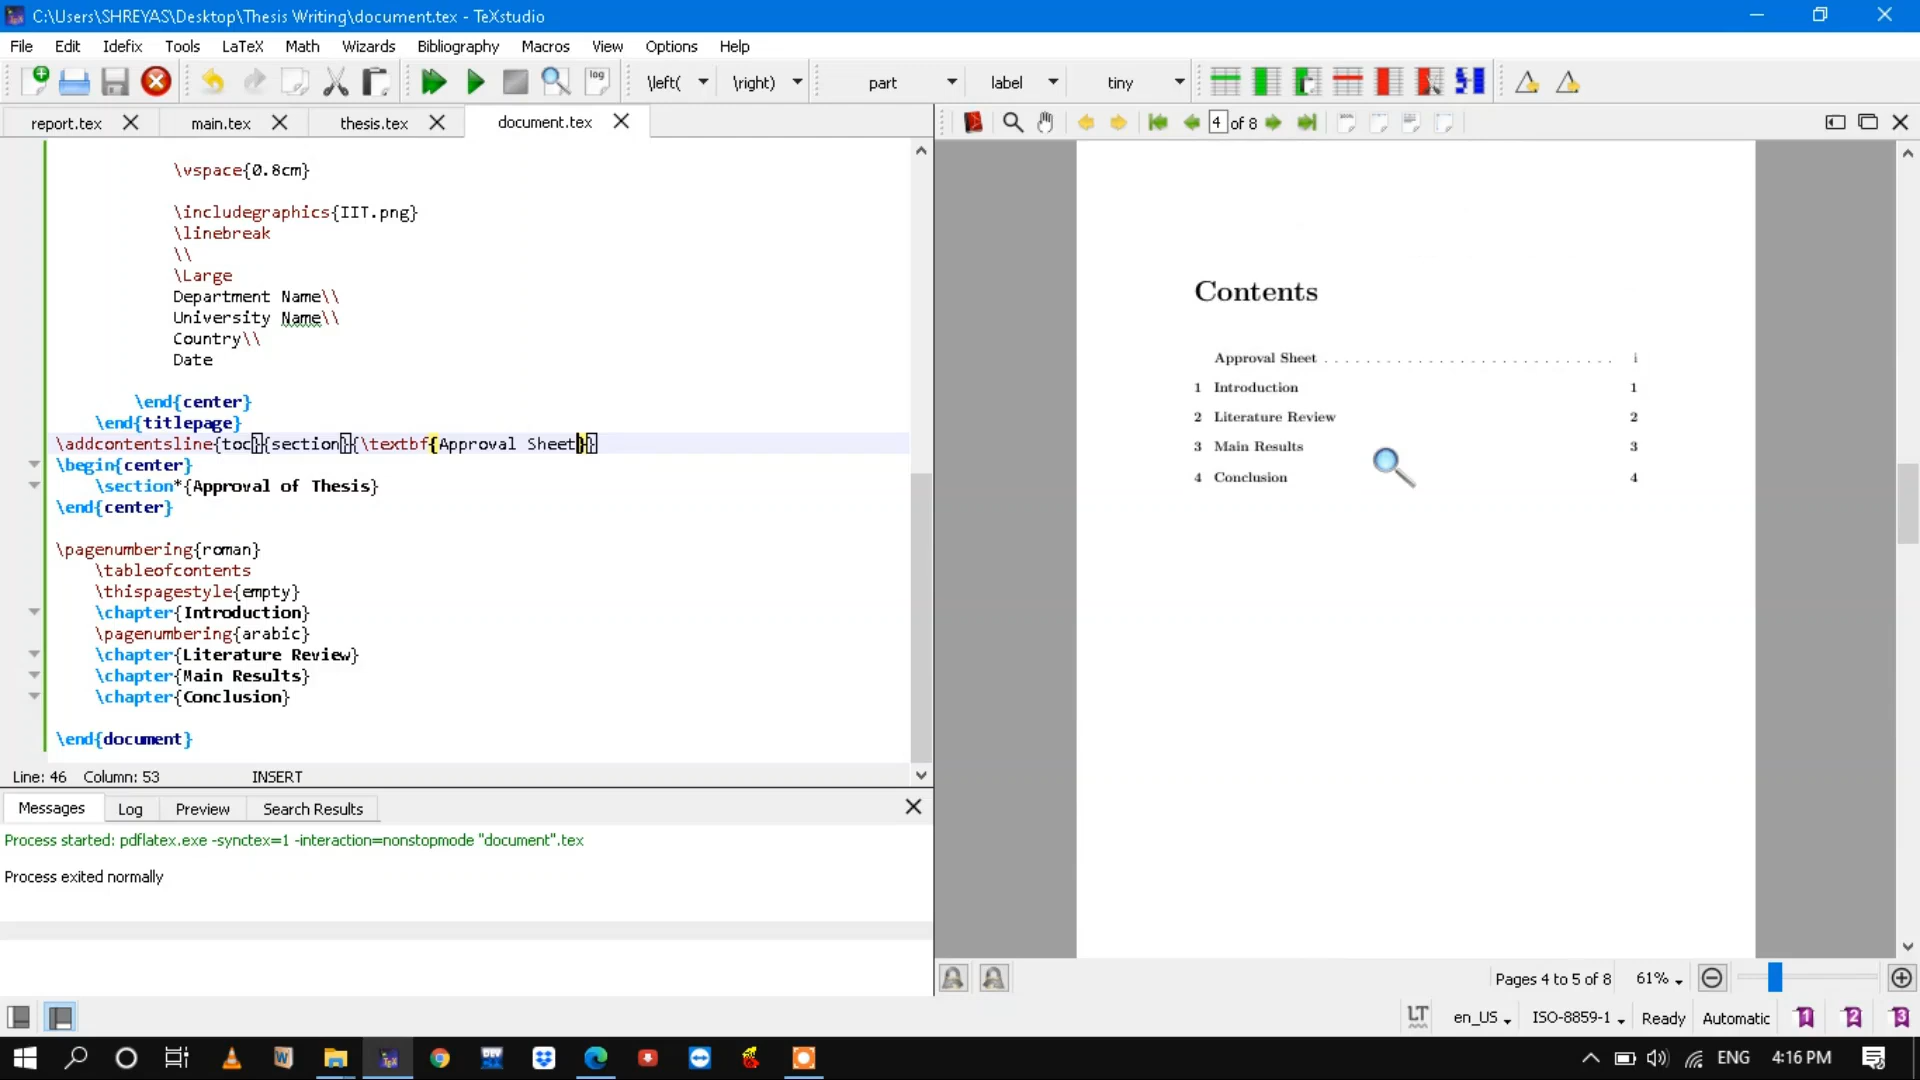 C:\Users\SHREYAS\Desktop\Thesis Writing\document.tex - TeXstudio
File Edit Idefix Tools LaTeX Math Wizards Bibliography Macros View Options Help
log \left( \right) part label tiny
report.tex main.tex thesis.tex document.tex
4 of 8
\vspace{0.8cm}
\includegraphics{IIT.png}
\linebreak
\\
\Large
Department Name\\
University Name\\
Country\\
Date
\end{center}
\end{titlepage}
\addcontentsline{toc}{section}{\textbf{Approval Sheet}}
\begin{center}
\section*{Approval of Thesis}
\end{center}
\pagenumbering{roman}
\tableofcontents
\thispagestyle{empty}
\chapter{Introduction}
\pagenumbering{arabic}
\chapter{Literature Review}
\chapter{Main Results}
\chapter{Conclusion}
\end{document}
Line: 46 Column: 53 INSERT
Messages Log Preview Search Results
Process started: pdflatex.exe -synctex=1 -interaction=nonstopmode "document".tex
Process exited normally
Contents
Approval Sheet . . . . . . . . . . . . . . . . . . . . . . . . . . . . . . . . . i
1 Introduction 1
2 Literature Review 2
3 Main Results 3
4 Conclusion 4
Pages 4 to 5 of 8 61%
LT en_US ISO-8859-1 Ready Automatic 1 2 3
W DEV ENG 4:16 PM 3